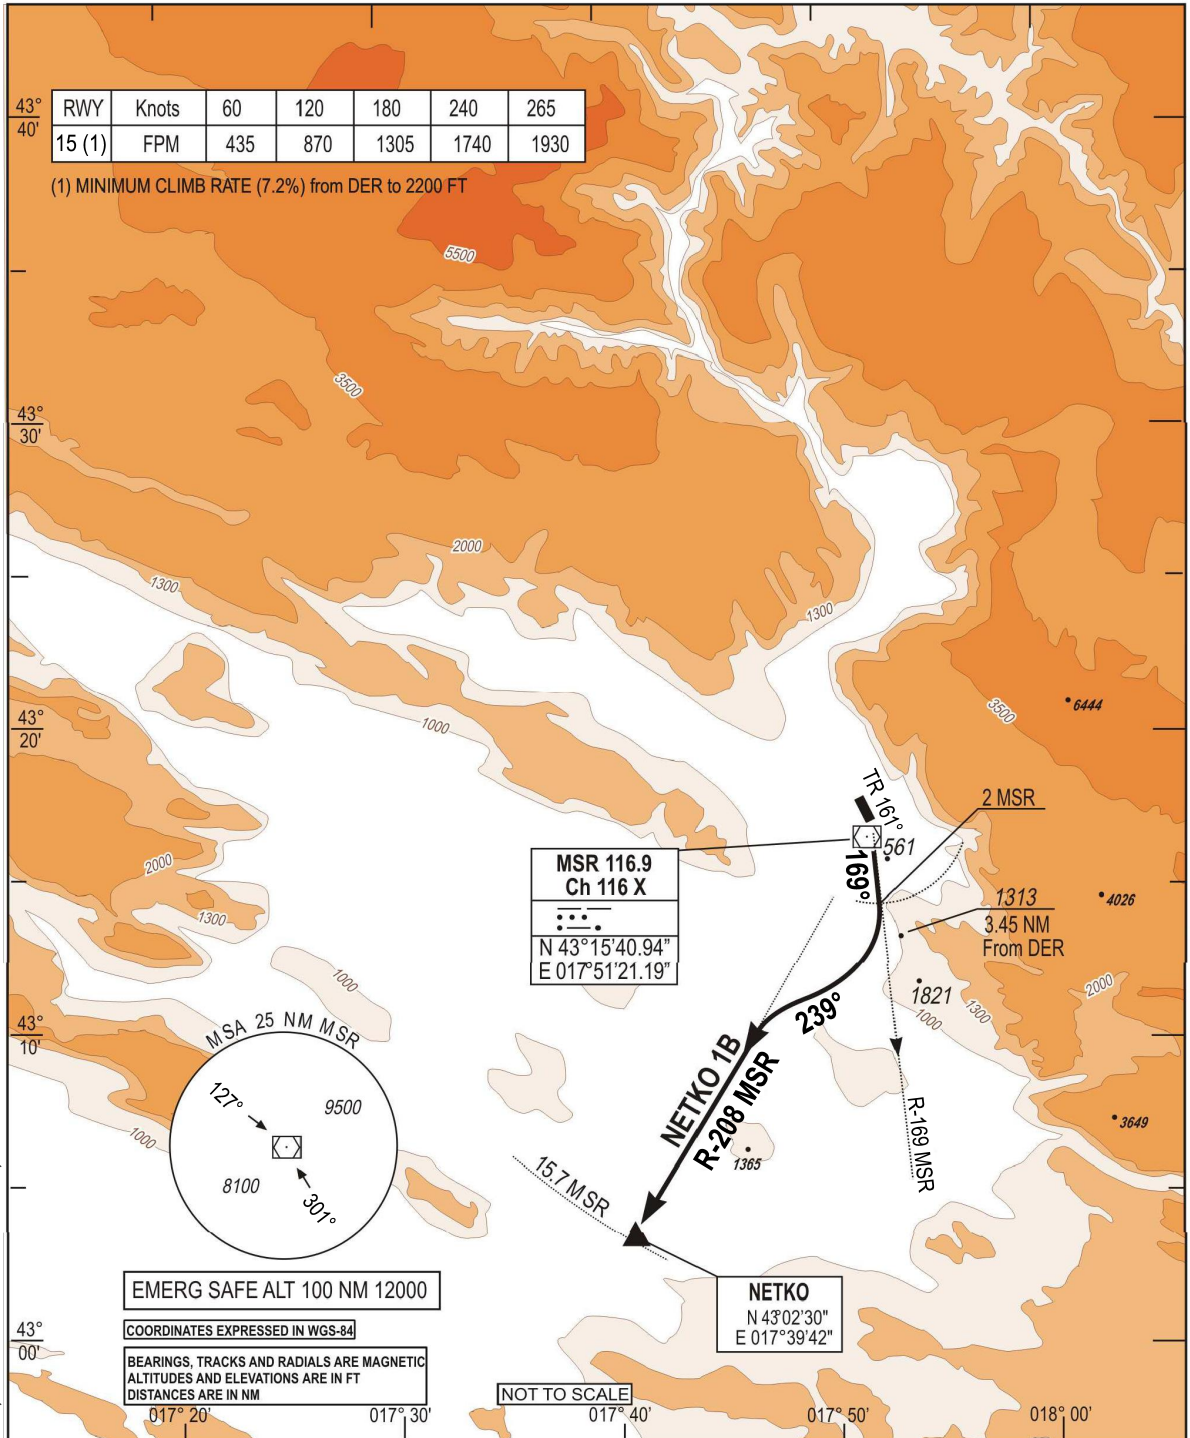 43°
40'
RWY Knots 60 120 180 240 265
15 (1) FPM 435 870 1305 1740 1930
(1) MINIMUM CLIMB RATE (7.2%) from DER to 2200 FT
5500
3500
43°
30'
2000
1300
1300
3500
6444
1000
43°
20'
TR 161°
2 MSR
561
MSR 116.9
Ch 116 X
N 43°15'40.94"
E 017°51'21.19"
169°
2000
1313
3.45 NM
From DER
4026
1300
1000
1821
2000
1000
1300
239°
43°
10'
MSA 25 NM MSR
127°
9500
8100
301°
NETKO 1B
R-208 MSR
R-169 MSR
3649
1000
1365
15.7 MSR
EMERG SAFE ALT 100 NM 12000
NETKO
N 43°02'30"
E 017°39'42"
COORDINATES EXPRESSED IN WGS-84
43°
00'
BEARINGS, TRACKS AND RADIALS ARE MAGNETIC
ALTITUDES AND ELEVATIONS ARE IN FT
DISTANCES ARE IN NM
NOT TO SCALE
017° 20' 017° 30' 017° 40' 017° 50' 018° 00'